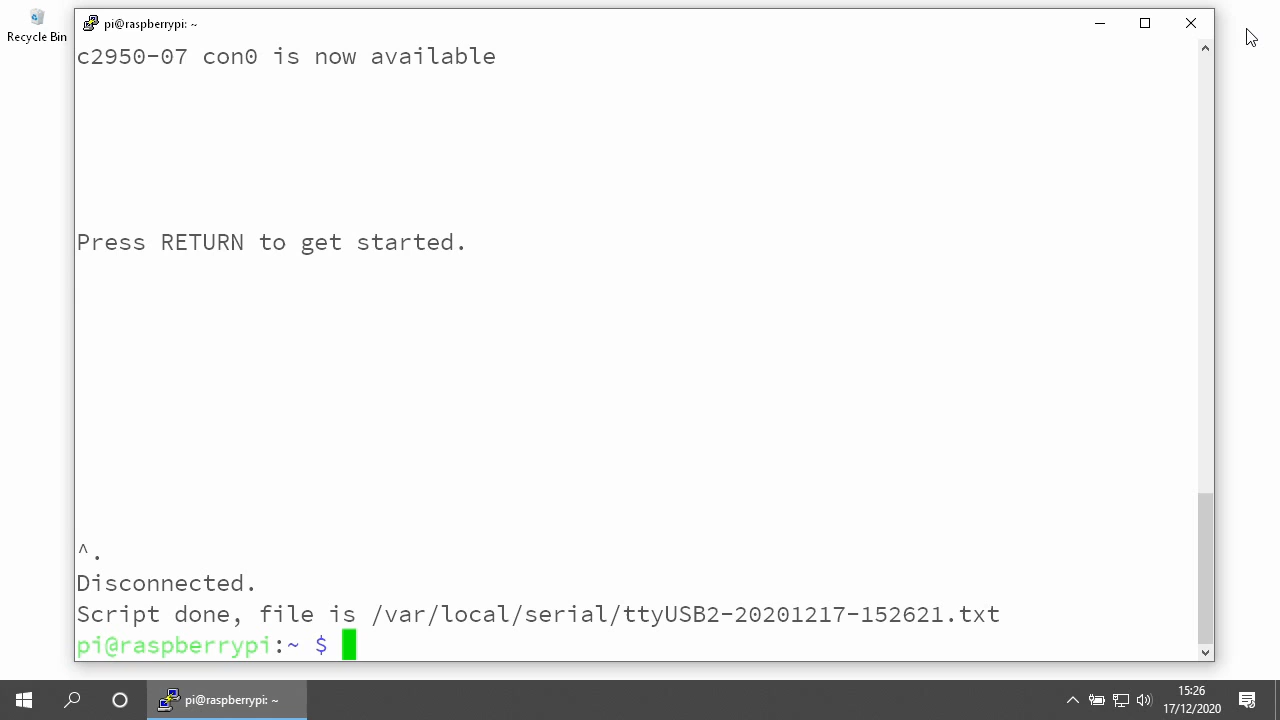 Recycle Bin
pi@raspberrypi: ~
c2950-07 con0 is now available
Press RETURN to get started.
^.
Disconnected.
Script done, file is /var/local/serial/ttyUSB2-20201217-152621.txt
pi@raspberrypi:~ $
pi@raspberrypi: ~
15:26
17/12/2020